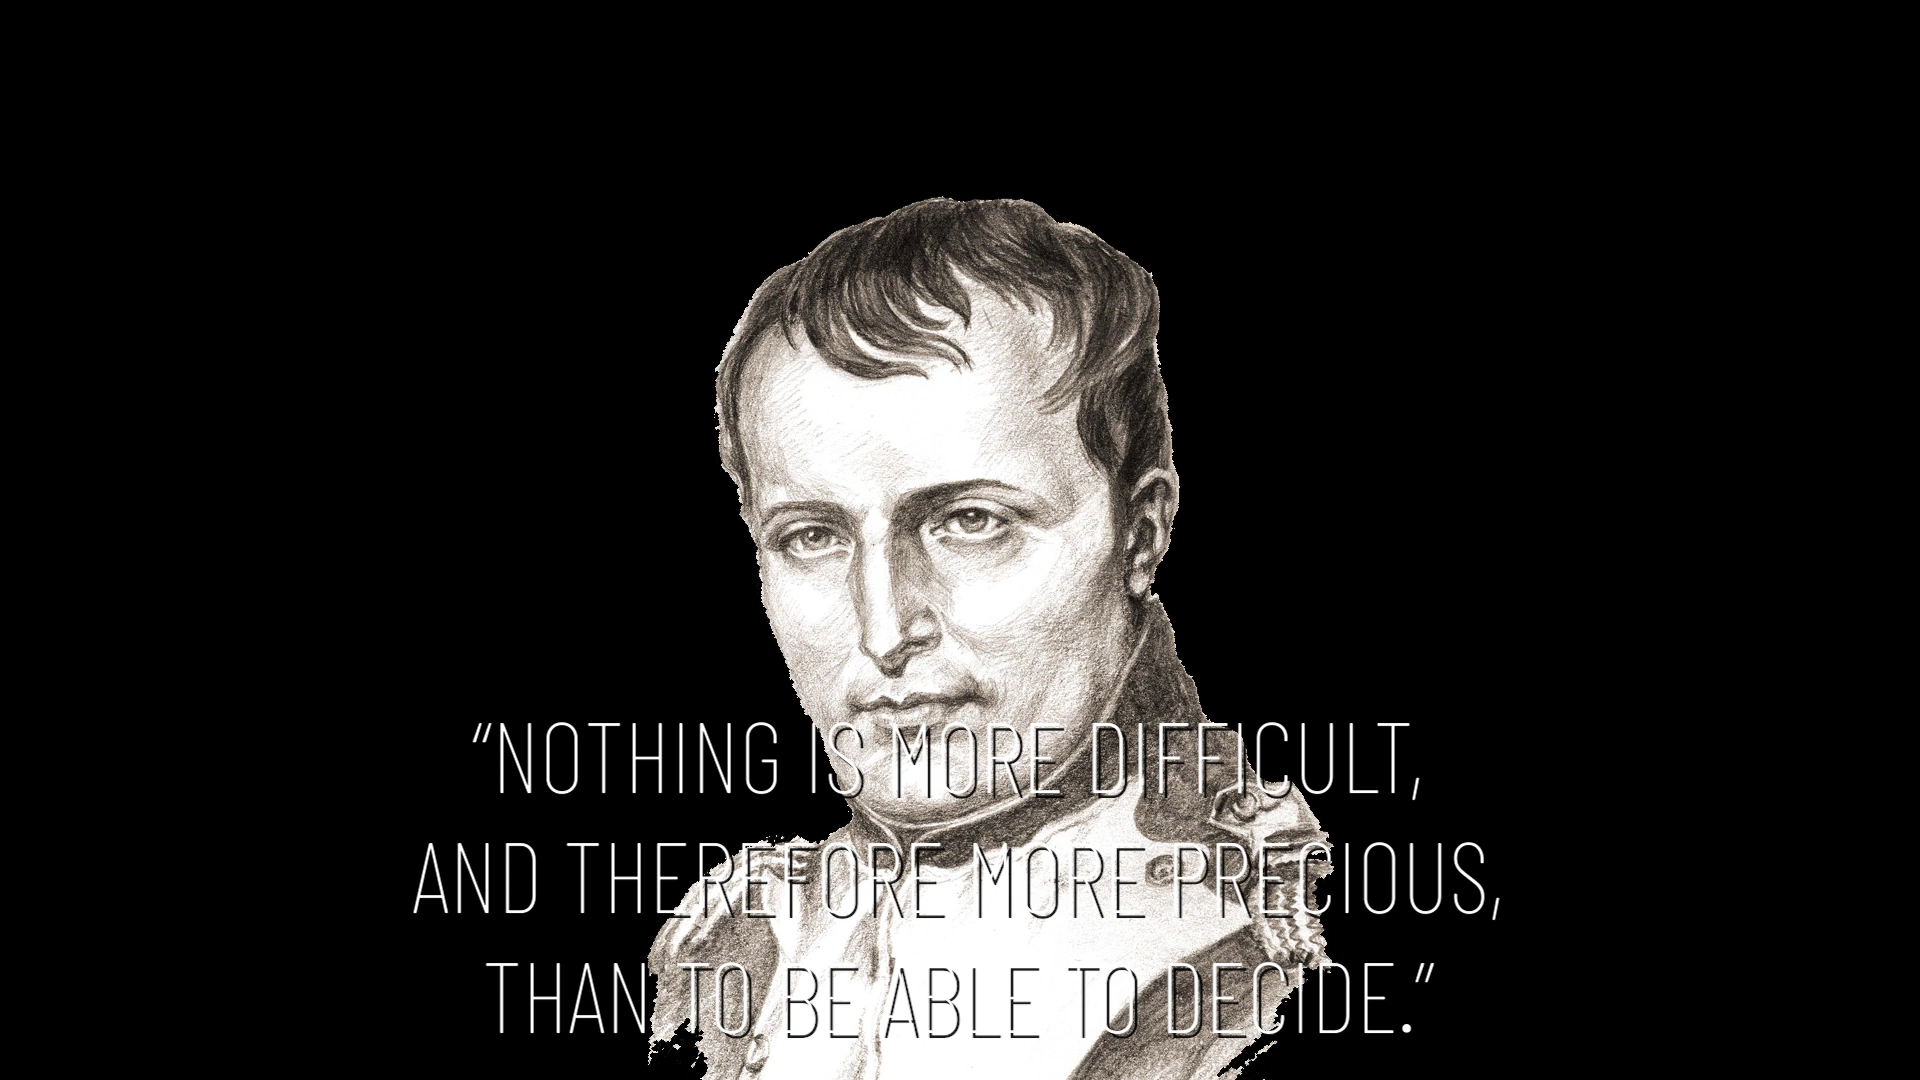 “NOTHING IS MORE DIFFICULT,
AND THEREFORE MORE PRECIOUS,
THAN TO BE ABLE TO DECIDE.”